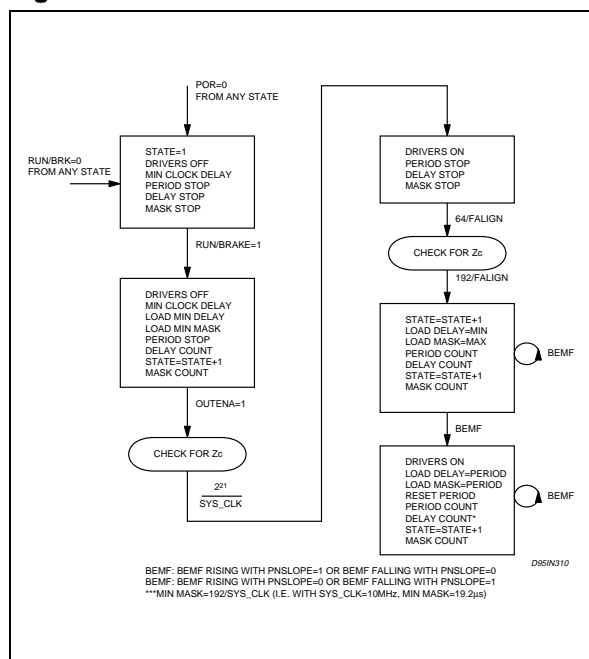 POR=0
FROM ANY STATE
RUN/BRK=0
FROM ANY STATE
STATE=1
DRIVERS OFF
MIN CLOCK DELAY
PERIOD STOP
DELAY STOP
MASK STOP
RUN/BRAKE=1
DRIVERS OFF
MIN CLOCK DELAY
LOAD MIN DELAY
LOAD MIN MASK
PERIOD STOP
DELAY COUNT
STATE=STATE+1
MASK COUNT
OUTENA=1
CHECK FOR Zc
2²¹
SYS_CLK
DRIVERS ON
PERIOD STOP
DELAY STOP
MASK STOP
64/FALIGN
CHECK FOR Zc
192/FALIGN
STATE=STATE+1
LOAD DELAY=MIN
LOAD MASK=MAX
PERIOD COUNT
DELAY COUNT
STATE=STATE+1
MASK COUNT
BEMF
BEMF
DRIVERS ON
LOAD DELAY=PERIOD
LOAD MASK=PERIOD
RESET PERIOD
PERIOD COUNT
DELAY COUNT*
STATE=STATE+1
MASK COUNT
BEMF
D95IN310
BEMF: BEMF RISING WITH PNSLOPE=1 OR BEMF FALLING WITH PNSLOPE=0
BEMF: BEMF RISING WITH PNSLOPE=0 OR BEMF FALLING WITH PNSLOPE=1
***MIN MASK=192/SYS_CLK (I.E. WITH SYS_CLK=10MHz, MIN MASK=19.2µs)